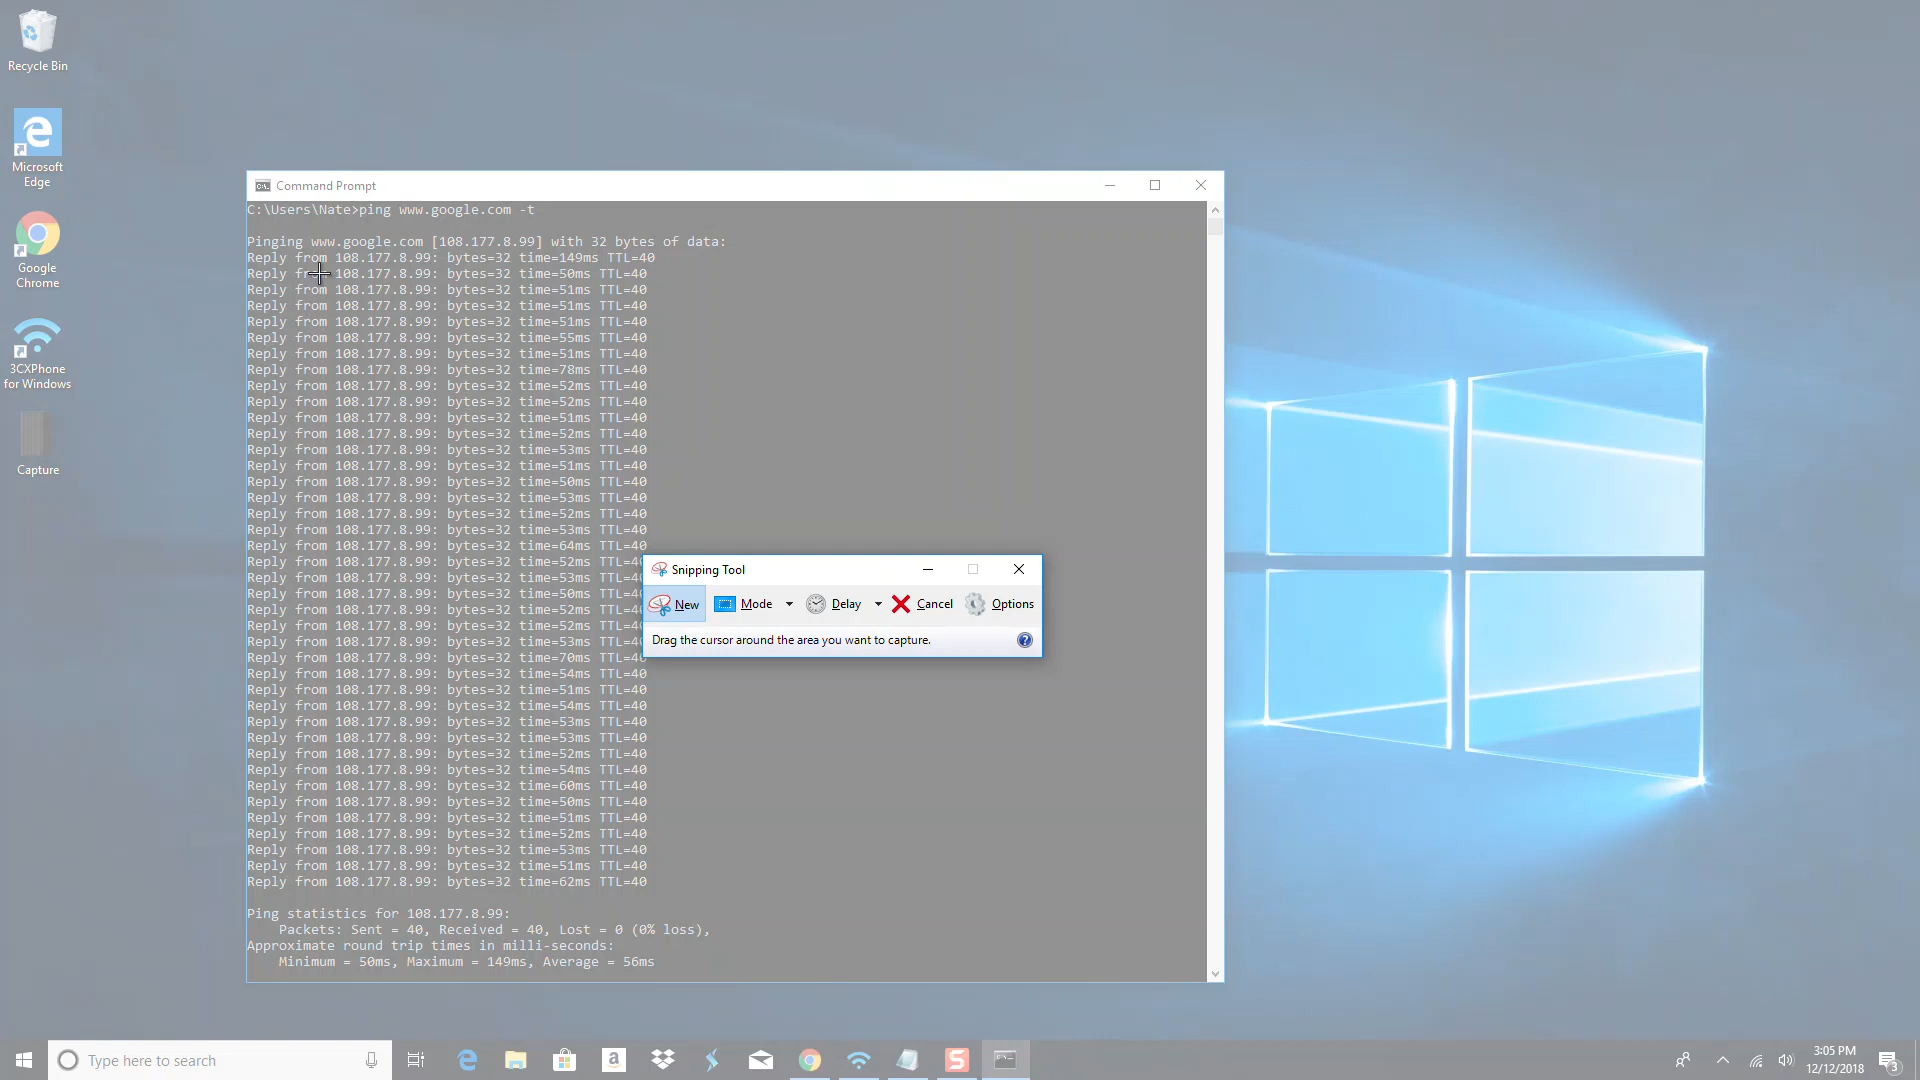 Recycle Bin
Microsoft
Edge
Google
Chrome
3CXPhone
for Windows
Capture
Command Prompt
C:\Users\Nate>ping www.google.com -t
Pinging www.google.com [108.177.8.99] with 32 bytes of data:
Reply from 108.177.8.99: bytes=32 time=149ms TTL=40
Reply from 108.177.8.99: bytes=32 time=50ms TTL=40
Reply from 108.177.8.99: bytes=32 time=51ms TTL=40
Reply from 108.177.8.99: bytes=32 time=51ms TTL=40
Reply from 108.177.8.99: bytes=32 time=51ms TTL=40
Reply from 108.177.8.99: bytes=32 time=55ms TTL=40
Reply from 108.177.8.99: bytes=32 time=51ms TTL=40
Reply from 108.177.8.99: bytes=32 time=78ms TTL=40
Reply from 108.177.8.99: bytes=32 time=52ms TTL=40
Reply from 108.177.8.99: bytes=32 time=52ms TTL=40
Reply from 108.177.8.99: bytes=32 time=51ms TTL=40
Reply from 108.177.8.99: bytes=32 time=52ms TTL=40
Reply from 108.177.8.99: bytes=32 time=53ms TTL=40
Reply from 108.177.8.99: bytes=32 time=51ms TTL=40
Reply from 108.177.8.99: bytes=32 time=50ms TTL=40
Reply from 108.177.8.99: bytes=32 time=53ms TTL=40
Reply from 108.177.8.99: bytes=32 time=52ms TTL=40
Reply from 108.177.8.99: bytes=32 time=53ms TTL=40
Reply from 108.177.8.99: bytes=32 time=64ms TTL=40
Reply from 108.177.8.99: bytes=32 time=52ms TTL=40
Reply from 108.177.8.99: bytes=32 time=53ms TTL=40
Reply from 108.177.8.99: bytes=32 time=50ms TTL=40
Reply from 108.177.8.99: bytes=32 time=52ms TTL=40
Reply from 108.177.8.99: bytes=32 time=52ms TTL=40
Reply from 108.177.8.99: bytes=32 time=53ms TTL=40
Reply from 108.177.8.99: bytes=32 time=70ms TTL=40
Reply from 108.177.8.99: bytes=32 time=54ms TTL=40
Reply from 108.177.8.99: bytes=32 time=51ms TTL=40
Reply from 108.177.8.99: bytes=32 time=54ms TTL=40
Reply from 108.177.8.99: bytes=32 time=53ms TTL=40
Reply from 108.177.8.99: bytes=32 time=53ms TTL=40
Reply from 108.177.8.99: bytes=32 time=52ms TTL=40
Reply from 108.177.8.99: bytes=32 time=54ms TTL=40
Reply from 108.177.8.99: bytes=32 time=60ms TTL=40
Reply from 108.177.8.99: bytes=32 time=50ms TTL=40
Reply from 108.177.8.99: bytes=32 time=51ms TTL=40
Reply from 108.177.8.99: bytes=32 time=52ms TTL=40
Reply from 108.177.8.99: bytes=32 time=53ms TTL=40
Reply from 108.177.8.99: bytes=32 time=51ms TTL=40
Reply from 108.177.8.99: bytes=32 time=62ms TTL=40
Ping statistics for 108.177.8.99:
Packets: Sent = 40, Received = 40, Lost = 0 (0% loss),
Approximate round trip times in milli-seconds:
Minimum = 50ms, Maximum = 149ms, Average = 56ms
Snipping Tool
New Mode Delay Cancel Options
Drag the cursor around the area you want to capture.
Type here to search
3:05 PM
12/12/2018
3